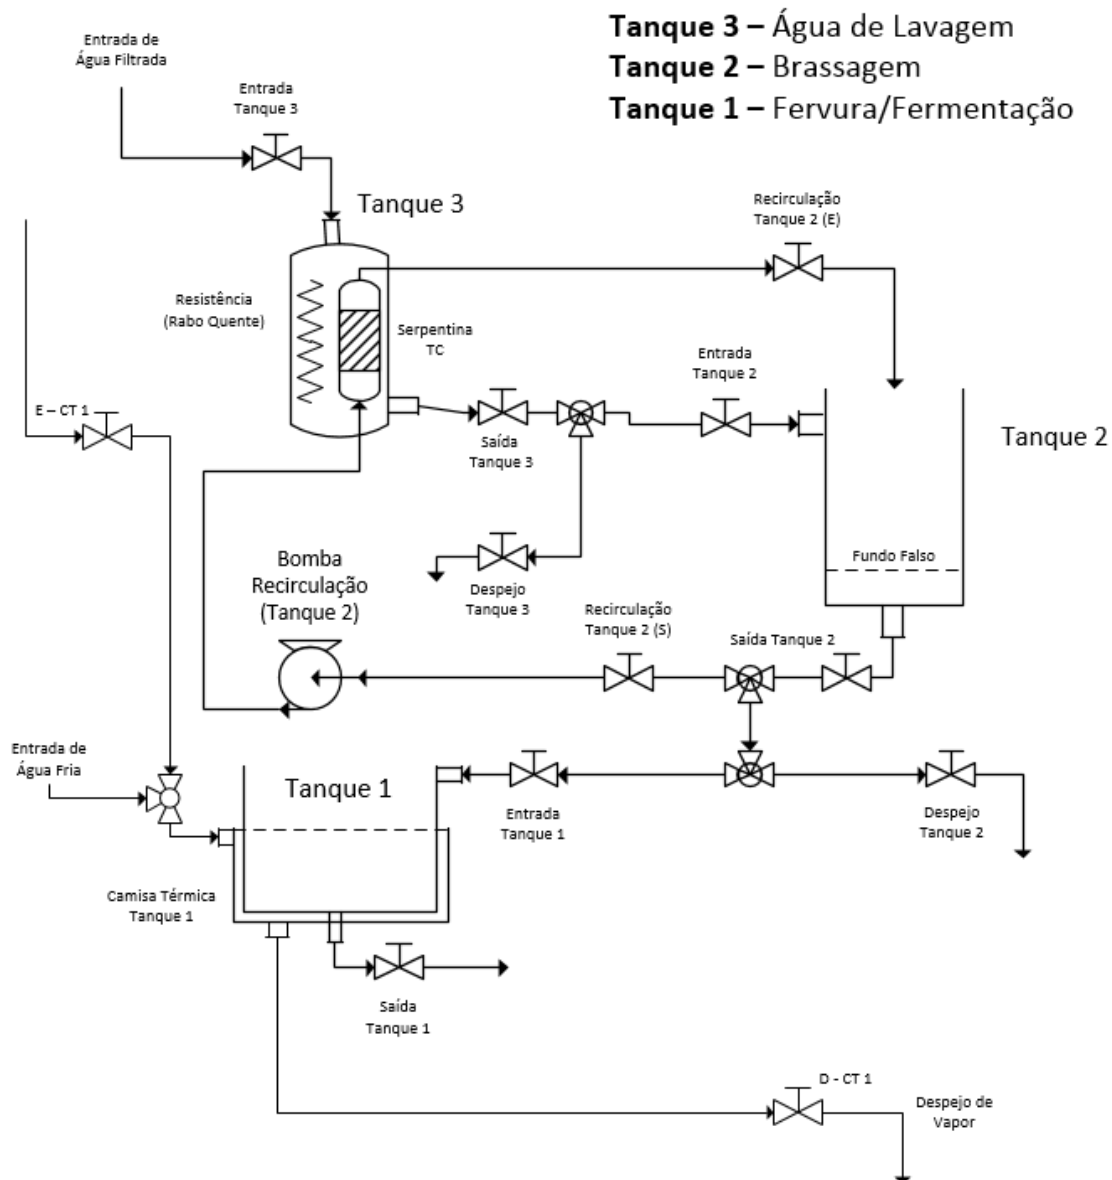 Tanque 3 – Água de Lavagem
Tanque 2 – Brassagem
Tanque 1 – Fervura/Fermentação
Entrada de
Água Filtrada
Entrada
Tanque 3
Tanque 3
Recirculação
Tanque 2 (E)
Resistência
(Rabo Quente)
Serpentina
TC
Entrada
Tanque 2
E – CT 1
Saída
Tanque 3
Tanque 2
Fundo Falso
Bomba
Recirculação
(Tanque 2)
Despejo
Tanque 3
Recirculação
Tanque 2 (S)
Saída Tanque 2
Entrada de
Água Fria
Tanque 1
Entrada
Tanque 1
Despejo
Tanque 2
Camisa Térmica
Tanque 1
Saída
Tanque 1
D - CT 1
Despejo de
Vapor